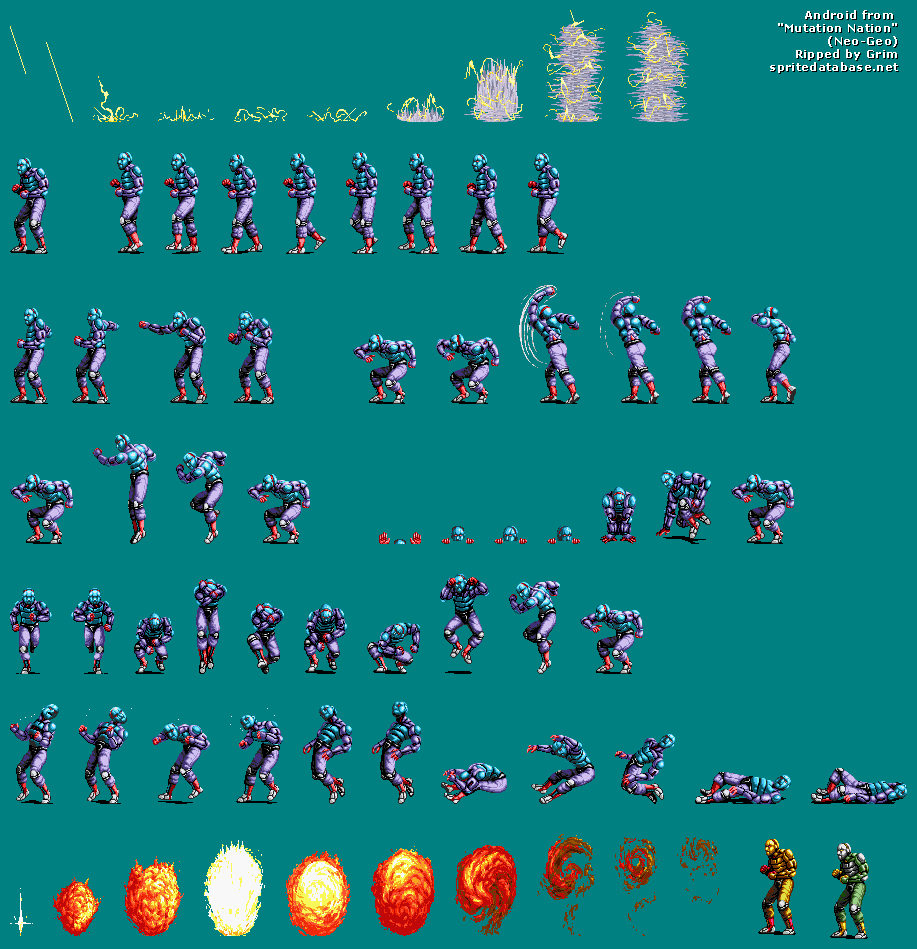 Android from
"Mutation Nation"
(Neo-Geo)
Ripped by Grim
spritedatabase.net